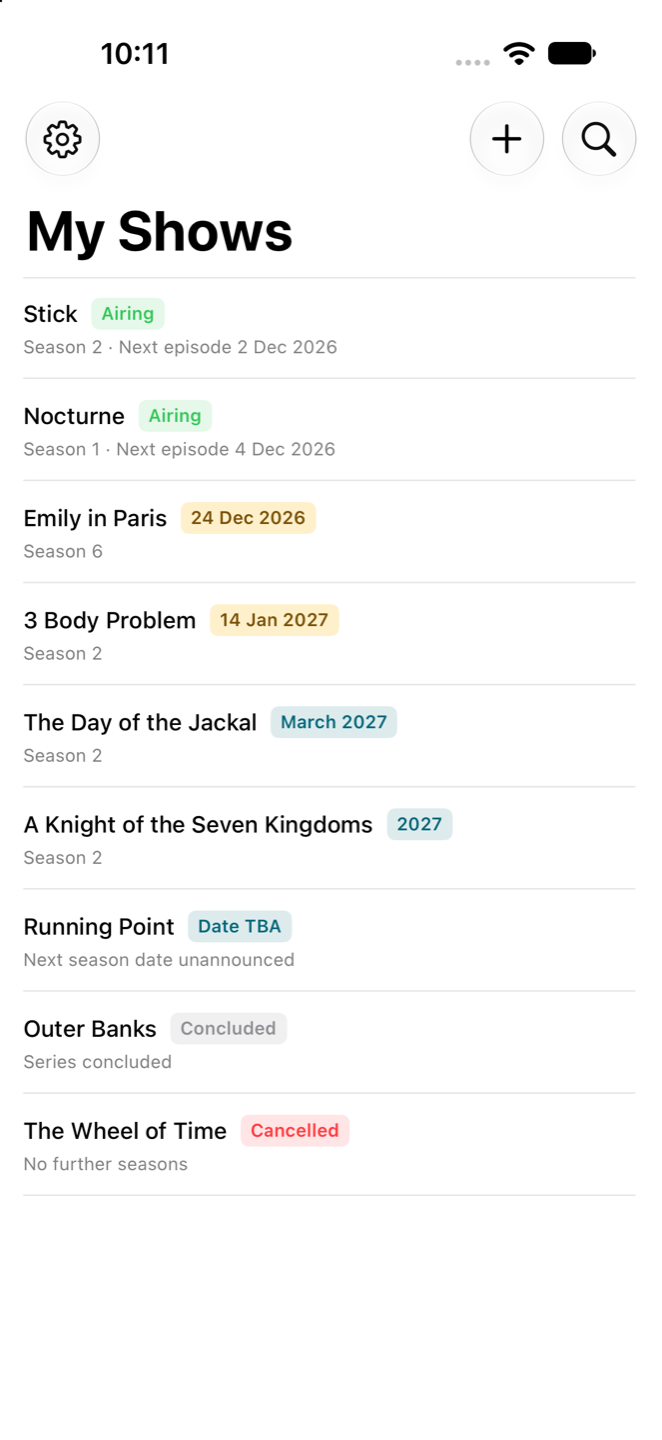 10:11
My Shows
Stick Airing
Season 2 · Next episode 2 Dec 2026
Nocturne Airing
Season 1 · Next episode 4 Dec 2026
Emily in Paris 24 Dec 2026
Season 6
3 Body Problem 14 Jan 2027
Season 2
The Day of the Jackal March 2027
Season 2
A Knight of the Seven Kingdoms 2027
Season 2
Running Point Date TBA
Next season date unannounced
Outer Banks Concluded
Series concluded
The Wheel of Time Cancelled
No further seasons